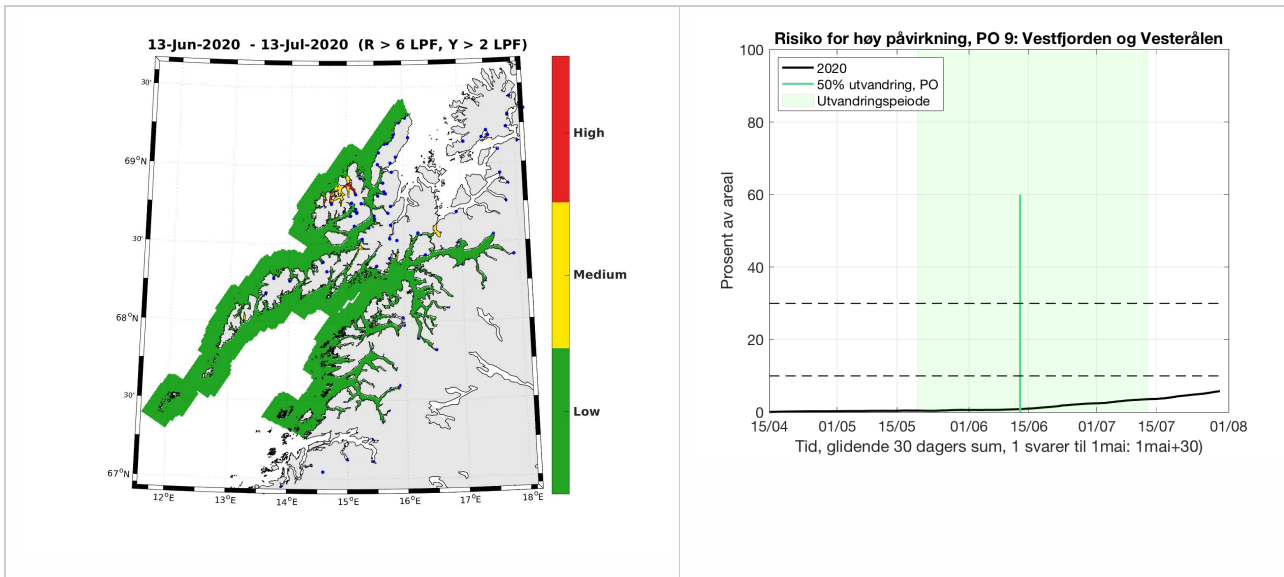 13-Jun-2020 - 13-Jul-2020 (R > 6 LPF, Y > 2 LPF)
30'
69°N
30'
68°N
30'
67°N
12°E 13°E 14°E 15°E 16°E 17°E 18°E
High
Medium
Low
Risiko for høy påvirkning, PO 9: Vestfjorden og Vesterålen
2020
50% utvandring, PO
Utvandringspeiode
Prosent av areal
100
80
60
40
20
0
15/04 01/05 15/05 01/06 15/06 01/07 15/07 01/08
Tid, glidende 30 dagers sum, 1 svarer til 1mai: 1mai+30)